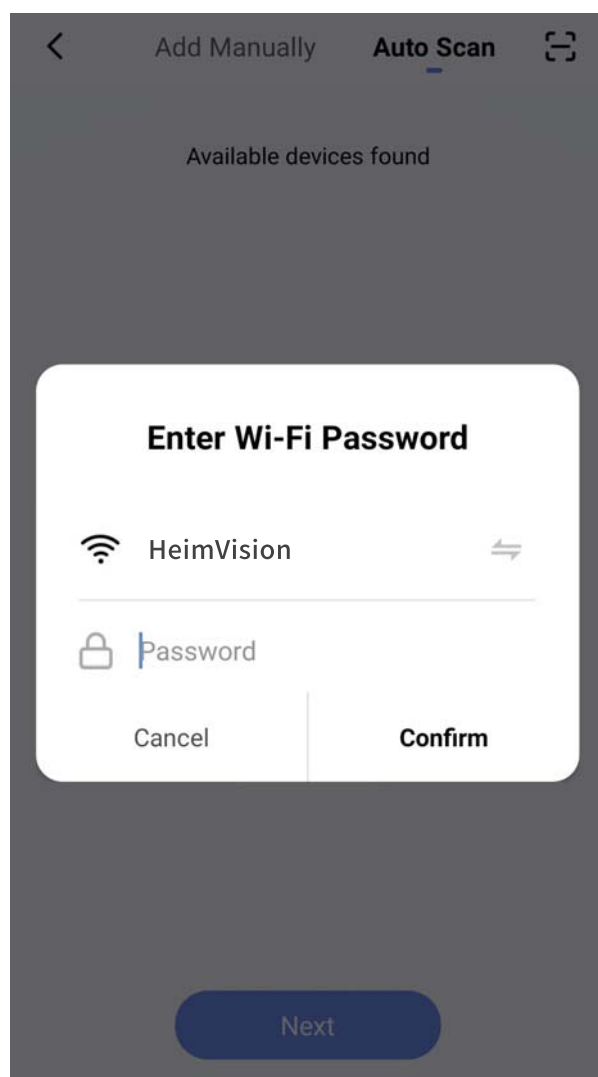 Add Manually Auto Scan
Available devices found
Enter Wi-Fi Password
HeimVision
Password
Cancel Confirm
Next